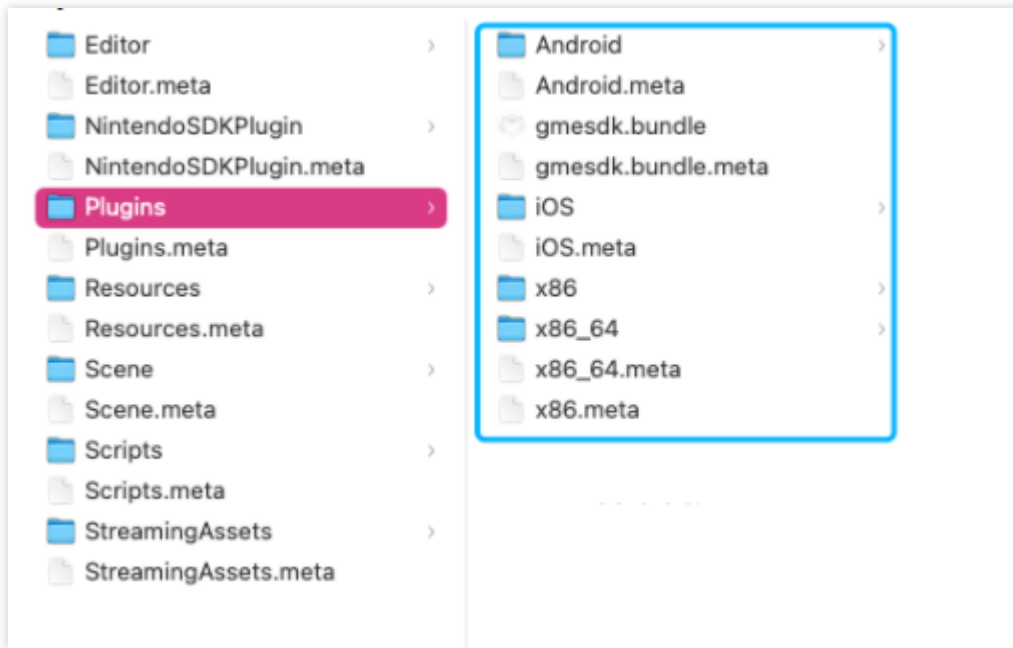 Editor
Editor.meta
NintendoSDKPlugin
NintendoSDKPlugin.meta
Plugins
Plugins.meta
Resources
Resources.meta
Scene
Scene.meta
Scripts
Scripts.meta
StreamingAssets
StreamingAssets.meta
Android
Android.meta
gmesdk.bundle
gmesdk.bundle.meta
iOS
iOS.meta
x86
x86_64
x86_64.meta
x86.meta